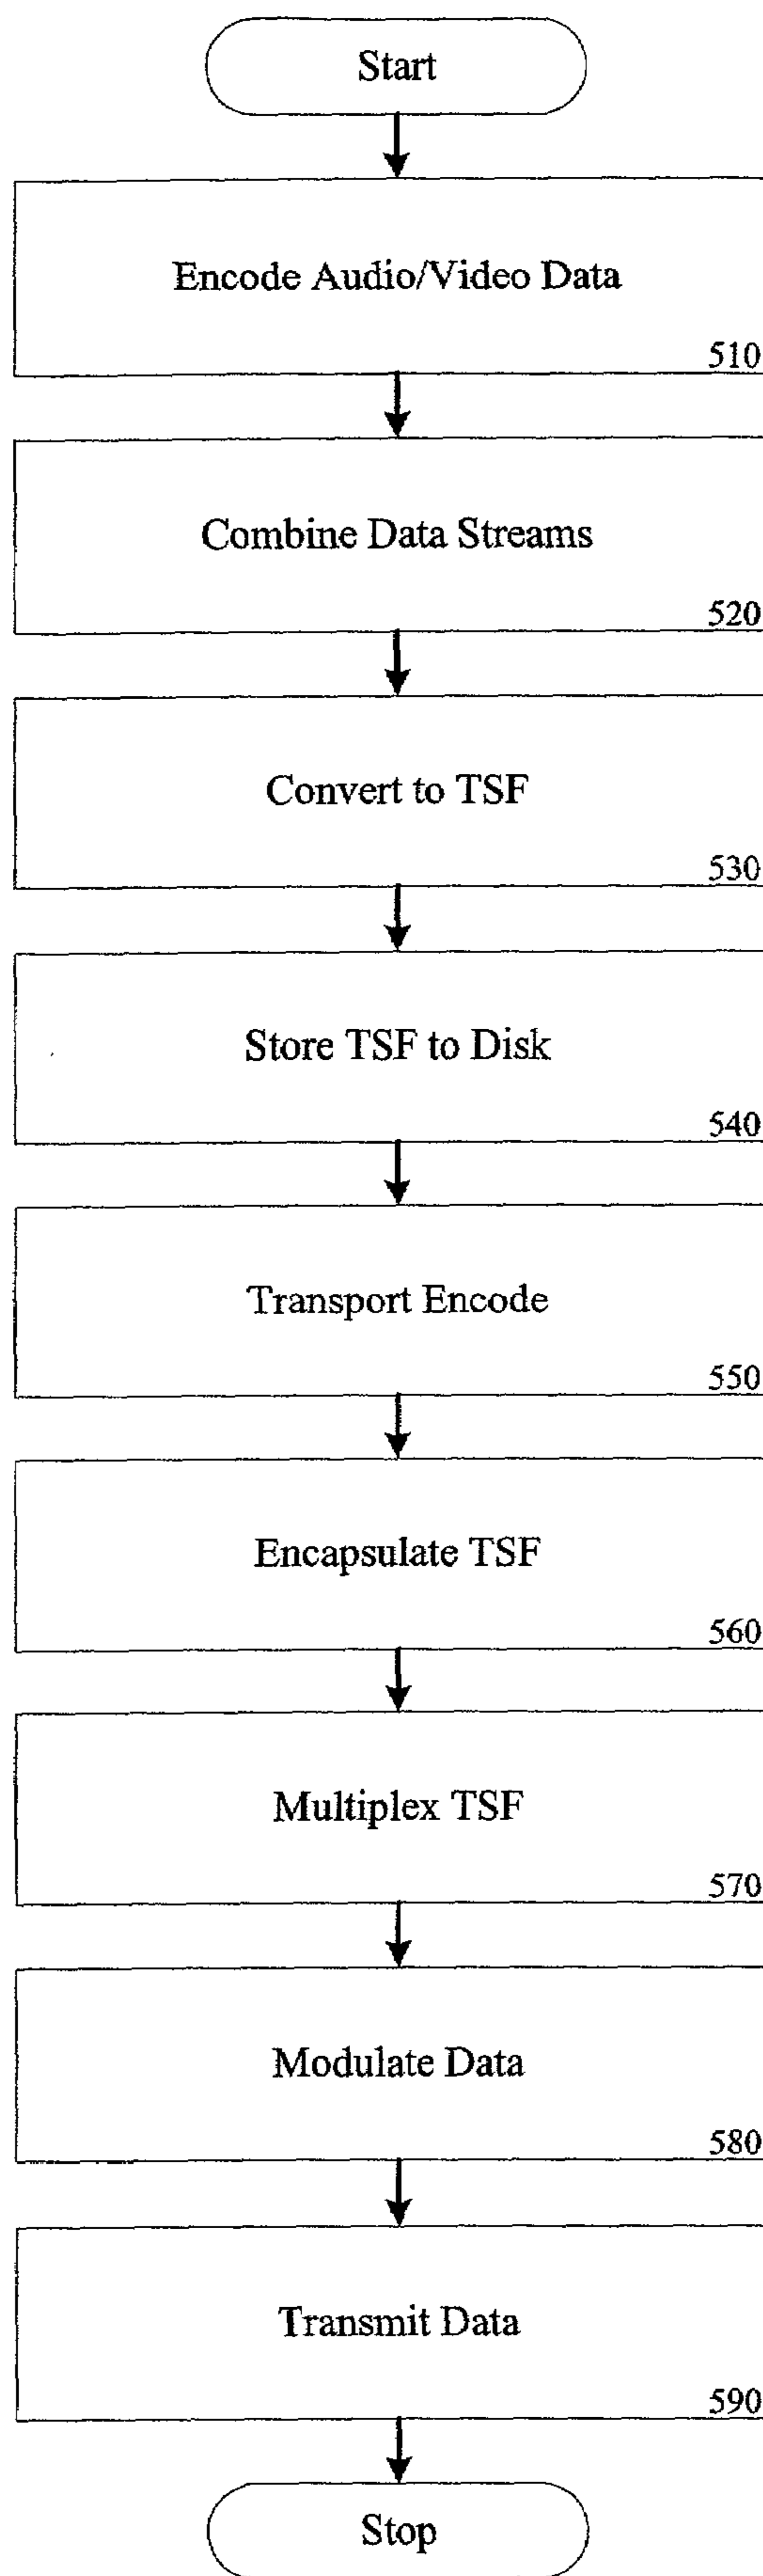 Start
Encode Audio/Video Data
510
Combine Data Streams
520
Convert to TSF
530
Store TSF to Disk
540
Transport Encode
550
Encapsulate TSF
560
Multiplex TSF
570
Modulate Data
580
Transmit Data
590
Stop